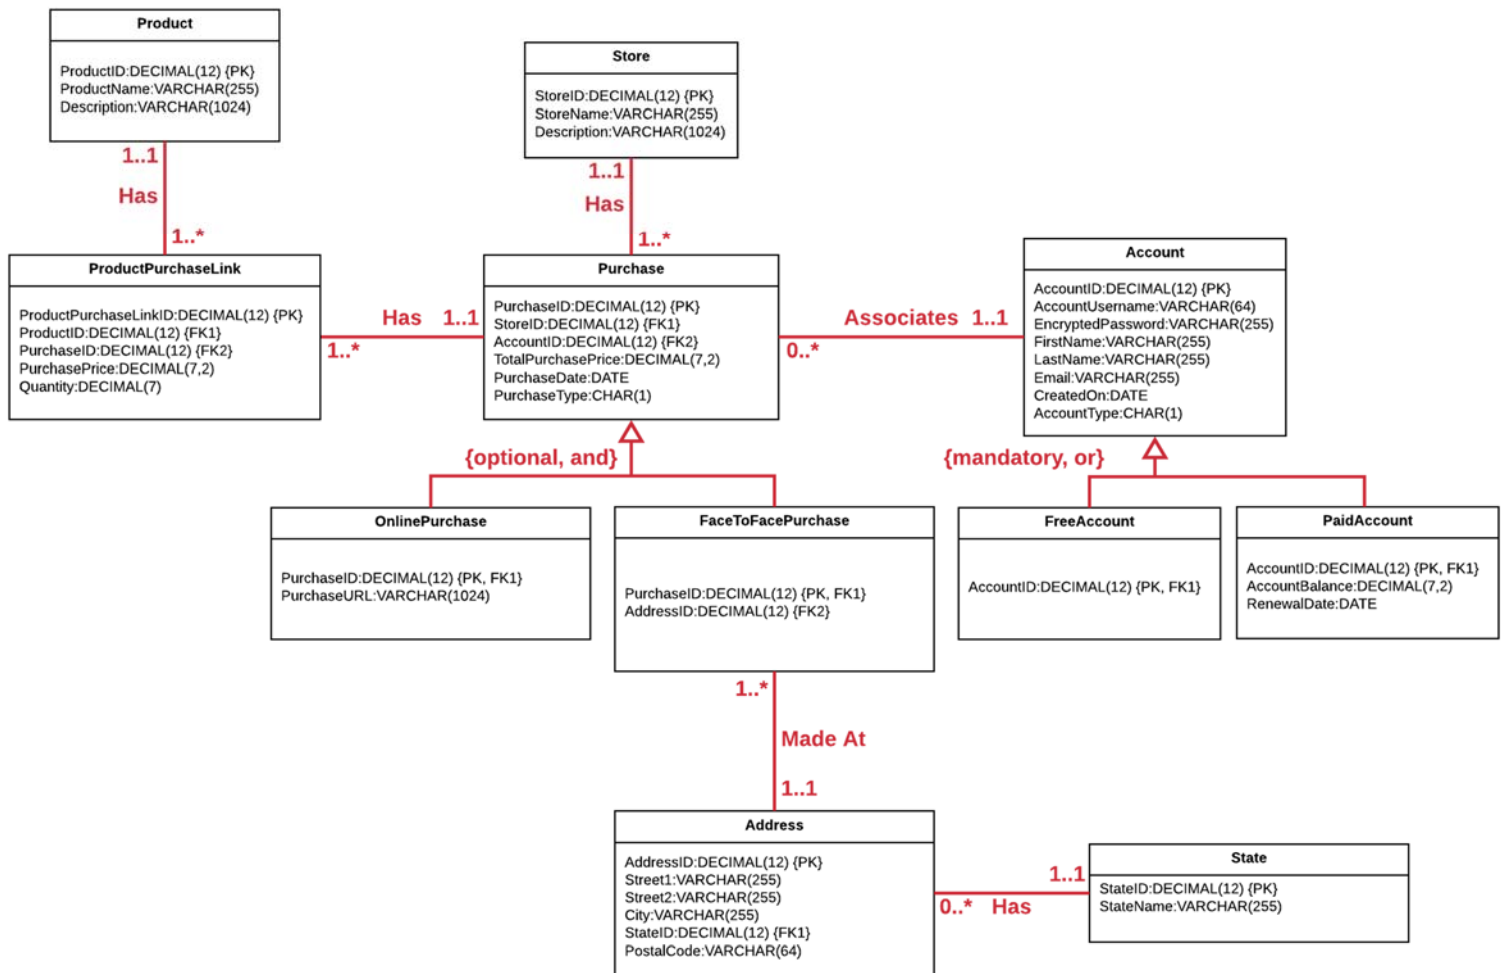 Product
ProductID:DECIMAL(12) {PK}
ProductName:VARCHAR(255)
Description:VARCHAR(1024)
1..1
Has
1..*
Store
StoreID:DECIMAL(12) {PK}
StoreName:VARCHAR(255)
Description:VARCHAR(1024)
1..1
Has
1..*
ProductPurchaseLink
ProductPurchaseLinkID:DECIMAL(12) {PK}
ProductID:DECIMAL(12) {FK1}
PurchaseID:DECIMAL(12) {FK2}
PurchasePrice:DECIMAL(7,2)
Quantity:DECIMAL(7)
Has 1..1
1..*
Purchase
PurchaseID:DECIMAL(12) {PK}
StoreID:DECIMAL(12) {FK1}
AccountID:DECIMAL(12) {FK2}
TotalPurchasePrice:DECIMAL(7,2)
PurchaseDate:DATE
PurchaseType:CHAR(1)
Associates 1..1
0..*
Account
AccountID:DECIMAL(12) {PK}
AccountUsername:VARCHAR(64)
EncryptedPassword:VARCHAR(255)
FirstName:VARCHAR(255)
LastName:VARCHAR(255)
Email:VARCHAR(255)
CreatedOn:DATE
AccountType:CHAR(1)
{optional, and}
{mandatory, or}
OnlinePurchase
PurchaseID:DECIMAL(12) {PK, FK1}
PurchaseURL:VARCHAR(1024)
FaceToFacePurchase
PurchaseID:DECIMAL(12) {PK, FK1}
AddressID:DECIMAL(12) {FK2}
FreeAccount
AccountID:DECIMAL(12) {PK, FK1}
PaidAccount
AccountID:DECIMAL(12) {PK, FK1}
AccountBalance:DECIMAL(7,2)
RenewalDate:DATE
1..*
Made At
1..1
Address
AddressID:DECIMAL(12) {PK}
Street1:VARCHAR(255)
Street2:VARCHAR(255)
City:VARCHAR(255)
StateID:DECIMAL(12) {FK1}
PostalCode:VARCHAR(64)
1..1
0..* Has
State
StateID:DECIMAL(12) {PK}
StateName:VARCHAR(255)